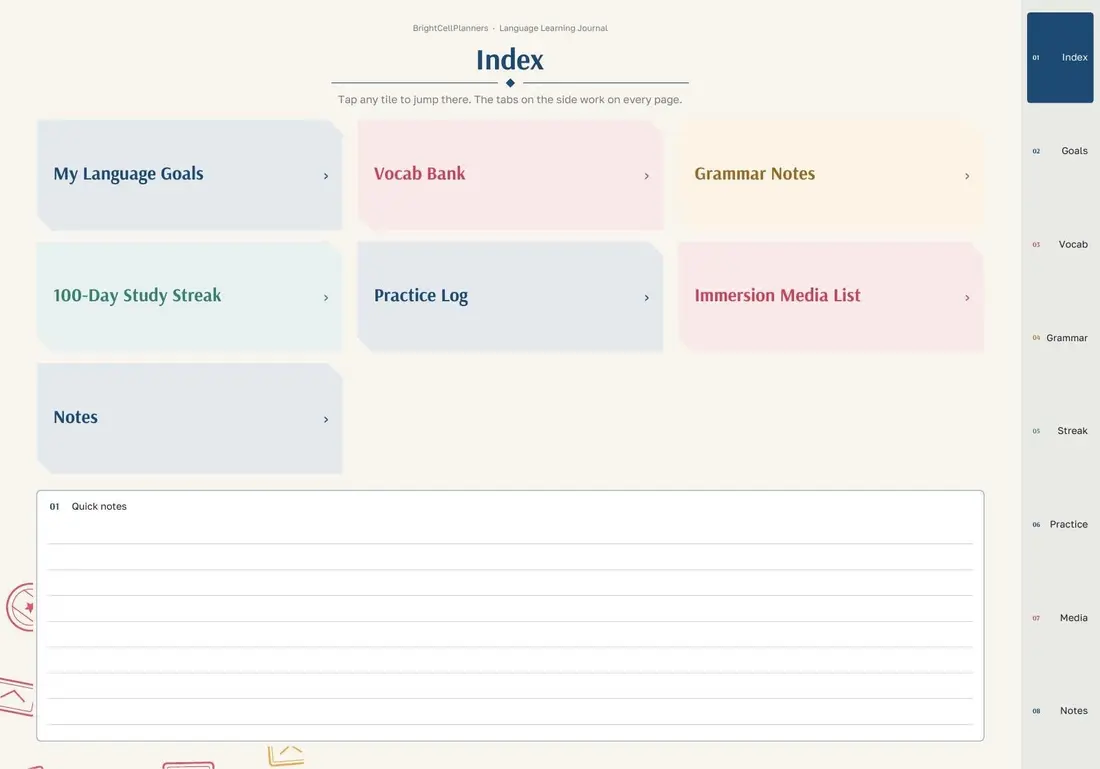 BrightCellPlanners · Language Learning Journal
Index
Tap any tile to jump there. The tabs on the side work on every page.
My Language Goals ›
Vocab Bank ›
Grammar Notes ›
100-Day Study Streak ›
Practice Log ›
Immersion Media List ›
Notes ›
01 Quick notes
01 Index
02 Goals
03 Vocab
04 Grammar
05 Streak
06 Practice
07 Media
08 Notes